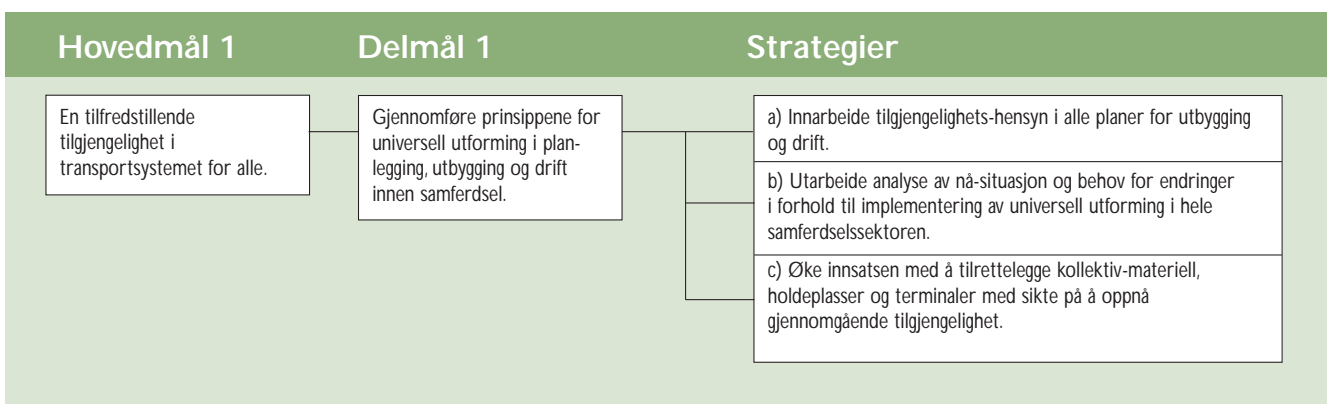 Hovedmål 1
Delmål 1
Strategier
En tilfredstillende
tilgjengelighet i
transportsystemet for alle.
Gjennomføre prinsippene for
universell utforming i plan-
legging, utbygging og drift
innen samferdsel.
a) Innarbeide tilgjengelighets-hensyn i alle planer for utbygging
og drift.
b) Utarbeide analyse av nå-situasjon og behov for endringer
i forhold til implementering av universell utforming i hele
samferdselssektoren.
c) Øke innsatsen med å tilrettelegge kollektiv-materiell,
holdeplasser og terminaler med sikte på å oppnå
gjennomgående tilgjengelighet.